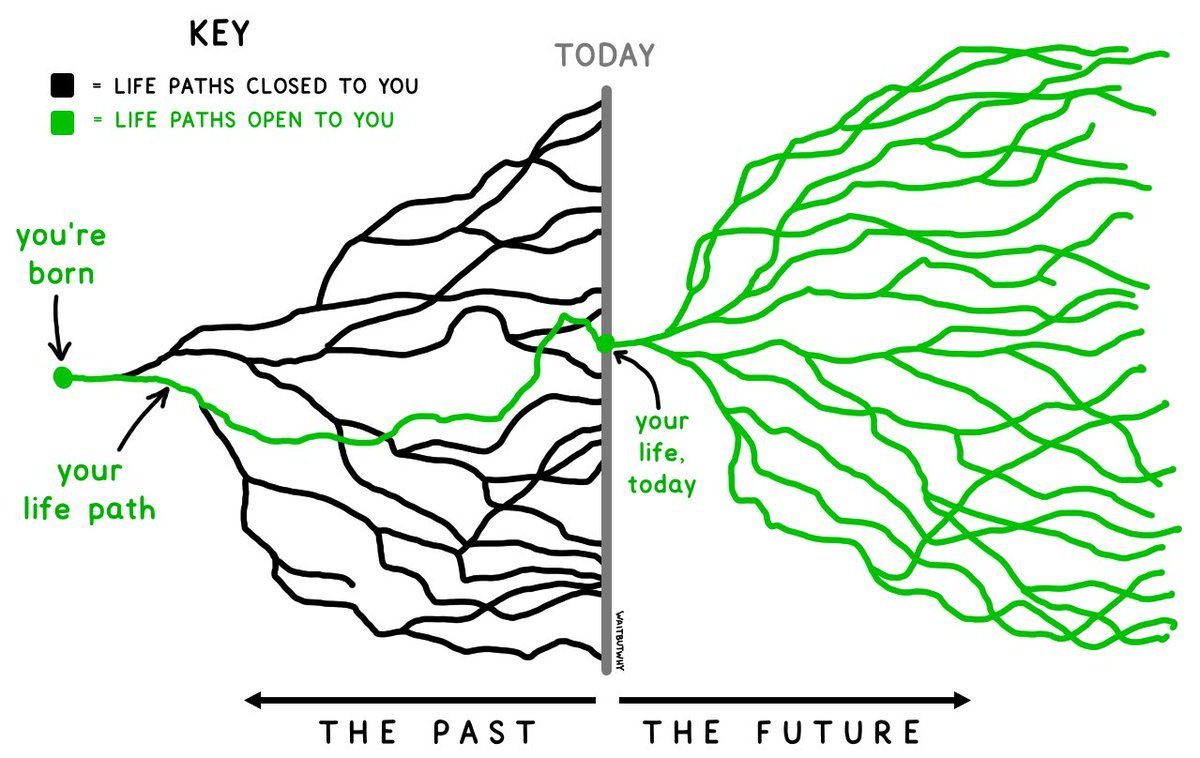 KEY
= LIFE PATHS CLOSED TO YOU
= LIFE PATHS OPEN TO YOU
TODAY
you're
born
your
life path
your
life,
today
WAITBUTWHY
THE PAST
THE FUTURE